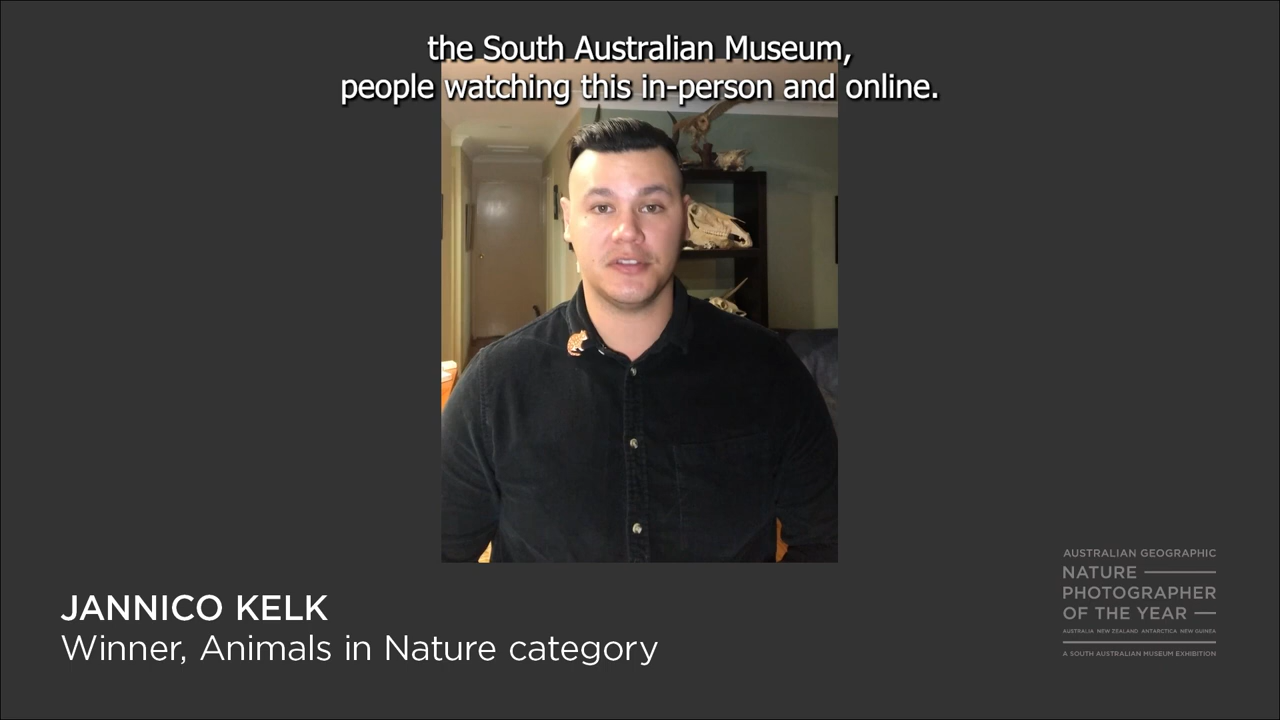 the South Australian Museum,
people watching this in-person and online.
JANNICO KELK
Winner, Animals in Nature category
AUSTRALIAN GEOGRAPHIC
NATURE
PHOTOGRAPHER
OF THE YEAR
AUSTRALIA NEW ZEALAND ANTARCTICA NEW GUINEA
A SOUTH AUSTRALIAN MUSEUM EXHIBITION